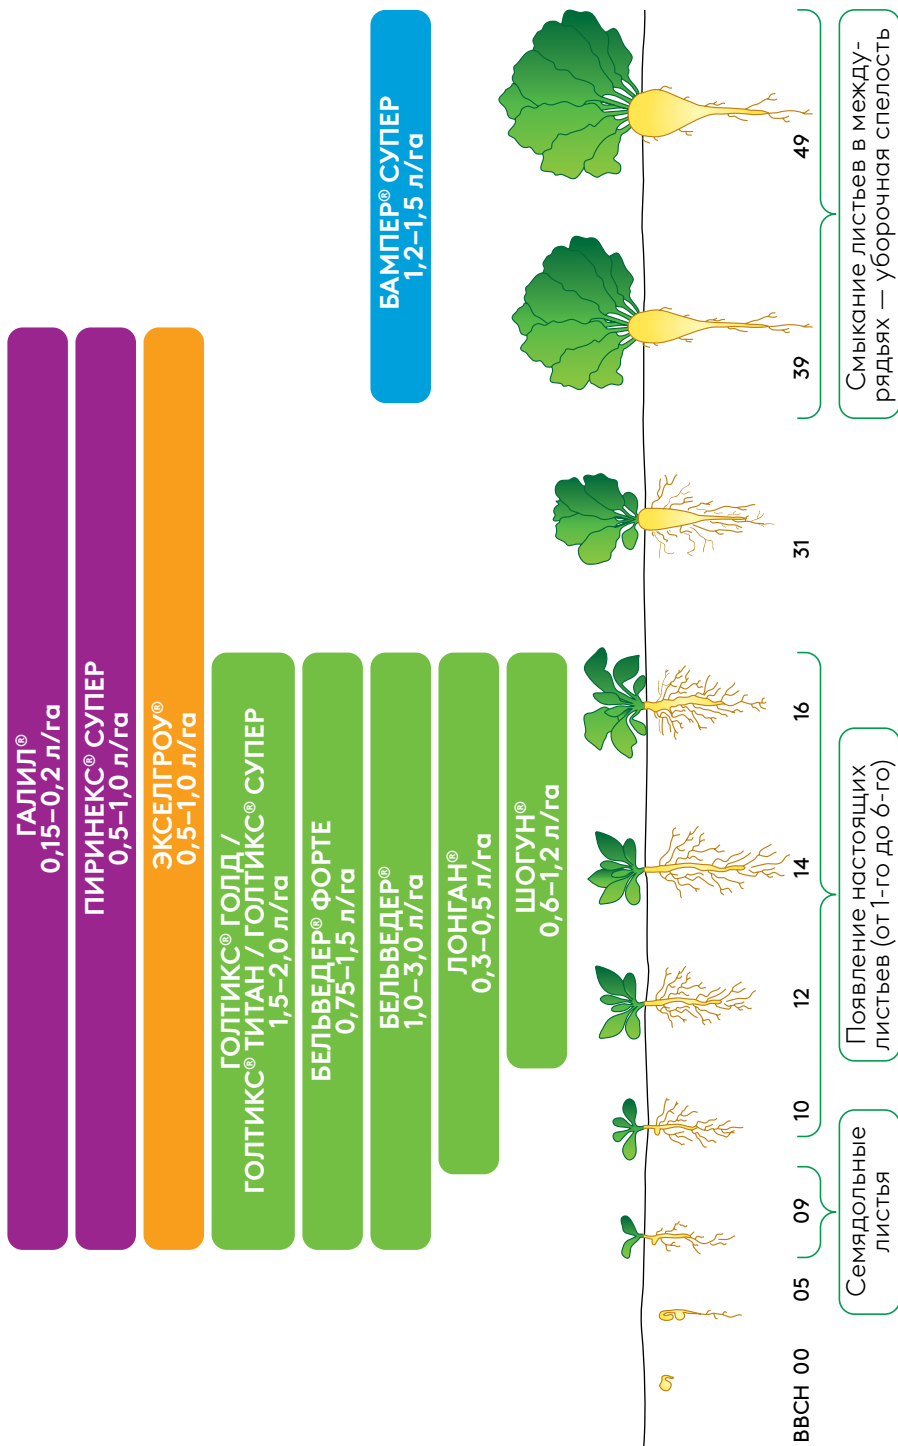 ГАЛИЛ®
0,15–0,2 л/га
ПИРИНЕКС® СУПЕР
0,5–1,0 л/га
ЭКСЕЛГРОУ®
0,5–1,0 л/га
ГОЛТИКС® ГОЛД /
ГОЛТИКС® ТИТАН / ГОЛТИКС® СУПЕР
1,5–2,0 л/га
БЕЛЬВЕДЕР® ФОРТЕ
0,75–1,5 л/га
БЕЛЬВЕДЕР®
1,0–3,0 л/га
БАМПЕР® СУПЕР
1,2–1,5 л/га
ЛОНГАН®
0,3–0,5 л/га
ШОГУН®
0,6–1,2 л/га
BBCH 00 05 09 10 12 14 16 31 39 49
Семядольные
листья
Появление настоящих
листьев (от 1-го до 6-го)
Смыкание листьев в между-
рядьях — уборочная спелость